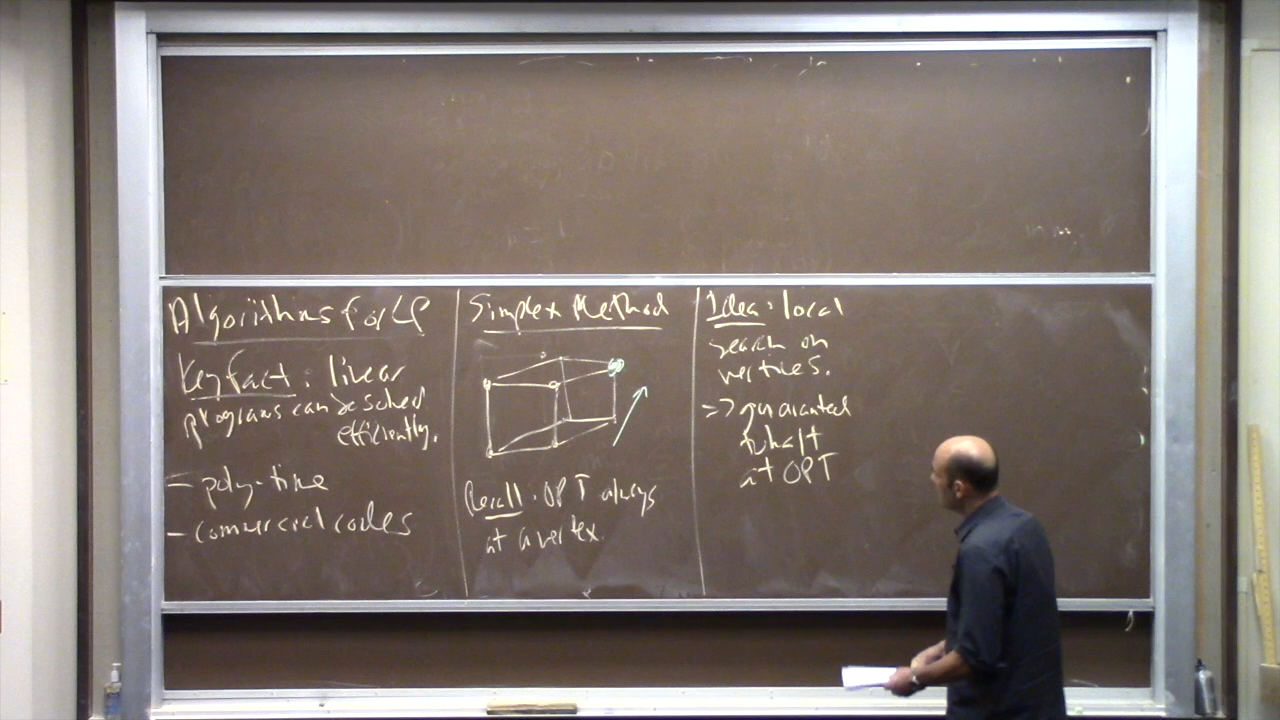 Algorithms for LP
Key Fact: linear
programs can be solved
efficiently.
- poly-time
- commercial codes
Simplex Method
Recall: OPT always
at a vertex.
Idea: local
search on
vertices.
=> guaranteed
to halt
at OPT